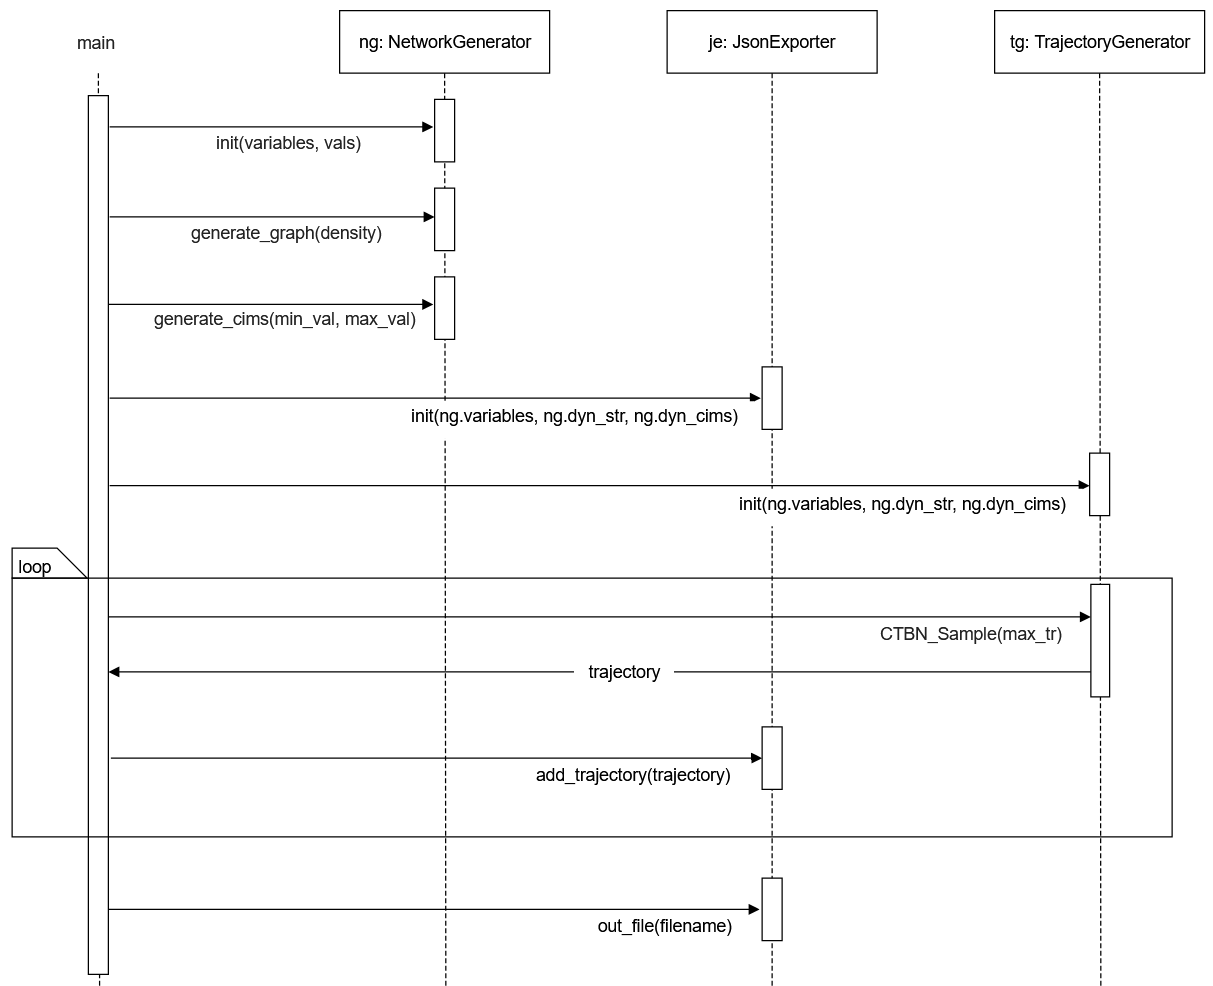 main
ng: NetworkGenerator
je: JsonExporter
tg: TrajectoryGenerator
init(variables, vals)
generate_graph(density)
generate_cims(min_val, max_val)
init(ng.variables, ng.dyn_str, ng.dyn_cims)
init(ng.variables, ng.dyn_str, ng.dyn_cims)
loop
CTBN_Sample(max_tr)
trajectory
add_trajectory(trajectory)
out_file(filename)